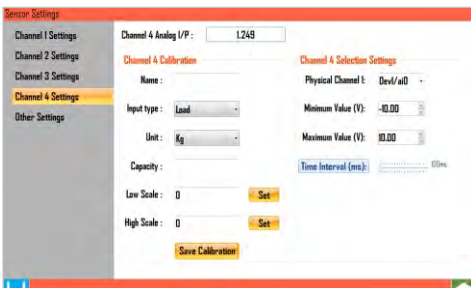 Sensor Settings
Channel 1 Settings
Channel 2 Settings
Channel 3 Settings
Channel 4 Settings
Other Settings
Channel 4 Analog I/P : 1.249
Channel 4 Calibration
Name :
Input type : Load
Unit : Kg
Capacity :
Low Scale : 0 Set
High Scale : 0 Set
Save Calibration
Channel 4 Selection Settings
Physical Channel 1: Dev1/ai0
Minimum Value (V): -10.00
Maximum Value (V): 10.00
Time Interval (ms): 100ms